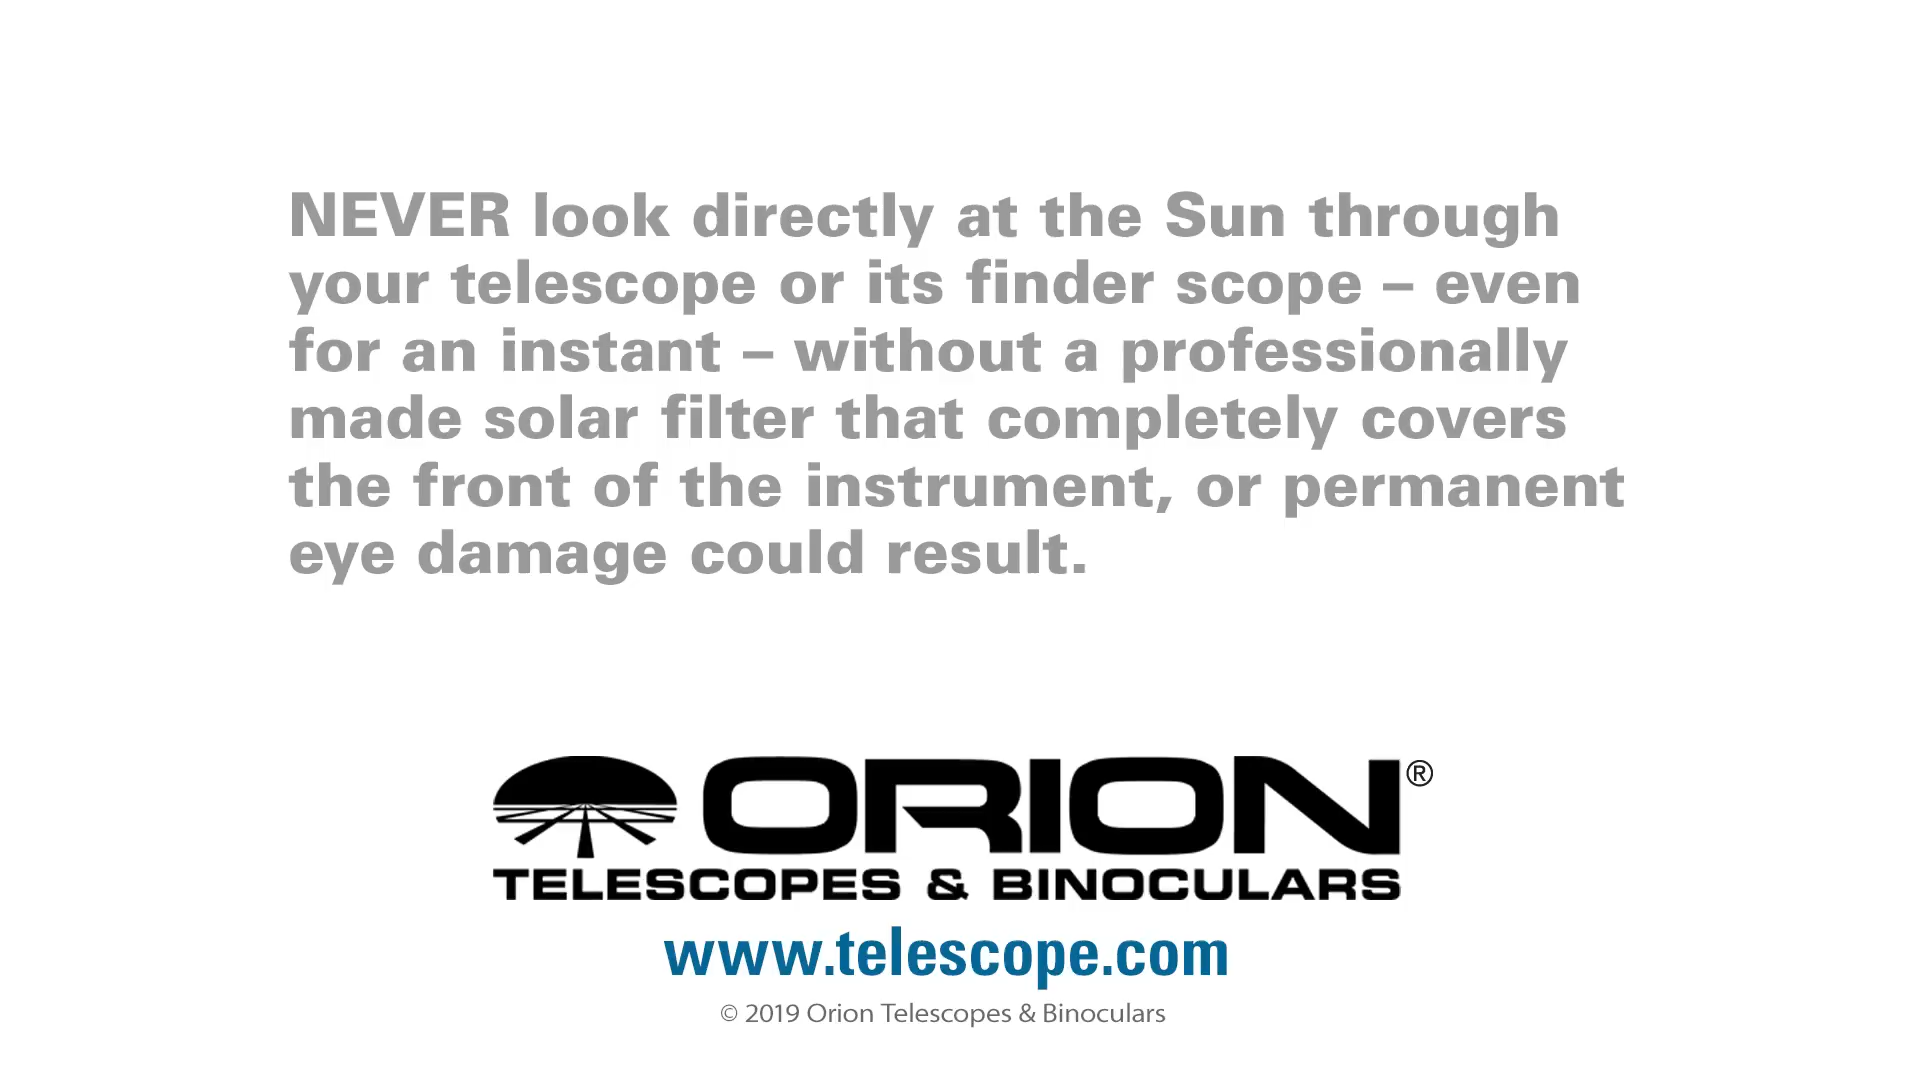 NEVER look directly at the Sun through
your telescope or its finder scope – even
for an instant – without a professionally
made solar filter that completely covers
the front of the instrument, or permanent
eye damage could result.
ORION®
TELESCOPES & BINOCULARS
www.telescope.com
© 2019 Orion Telescopes & Binoculars